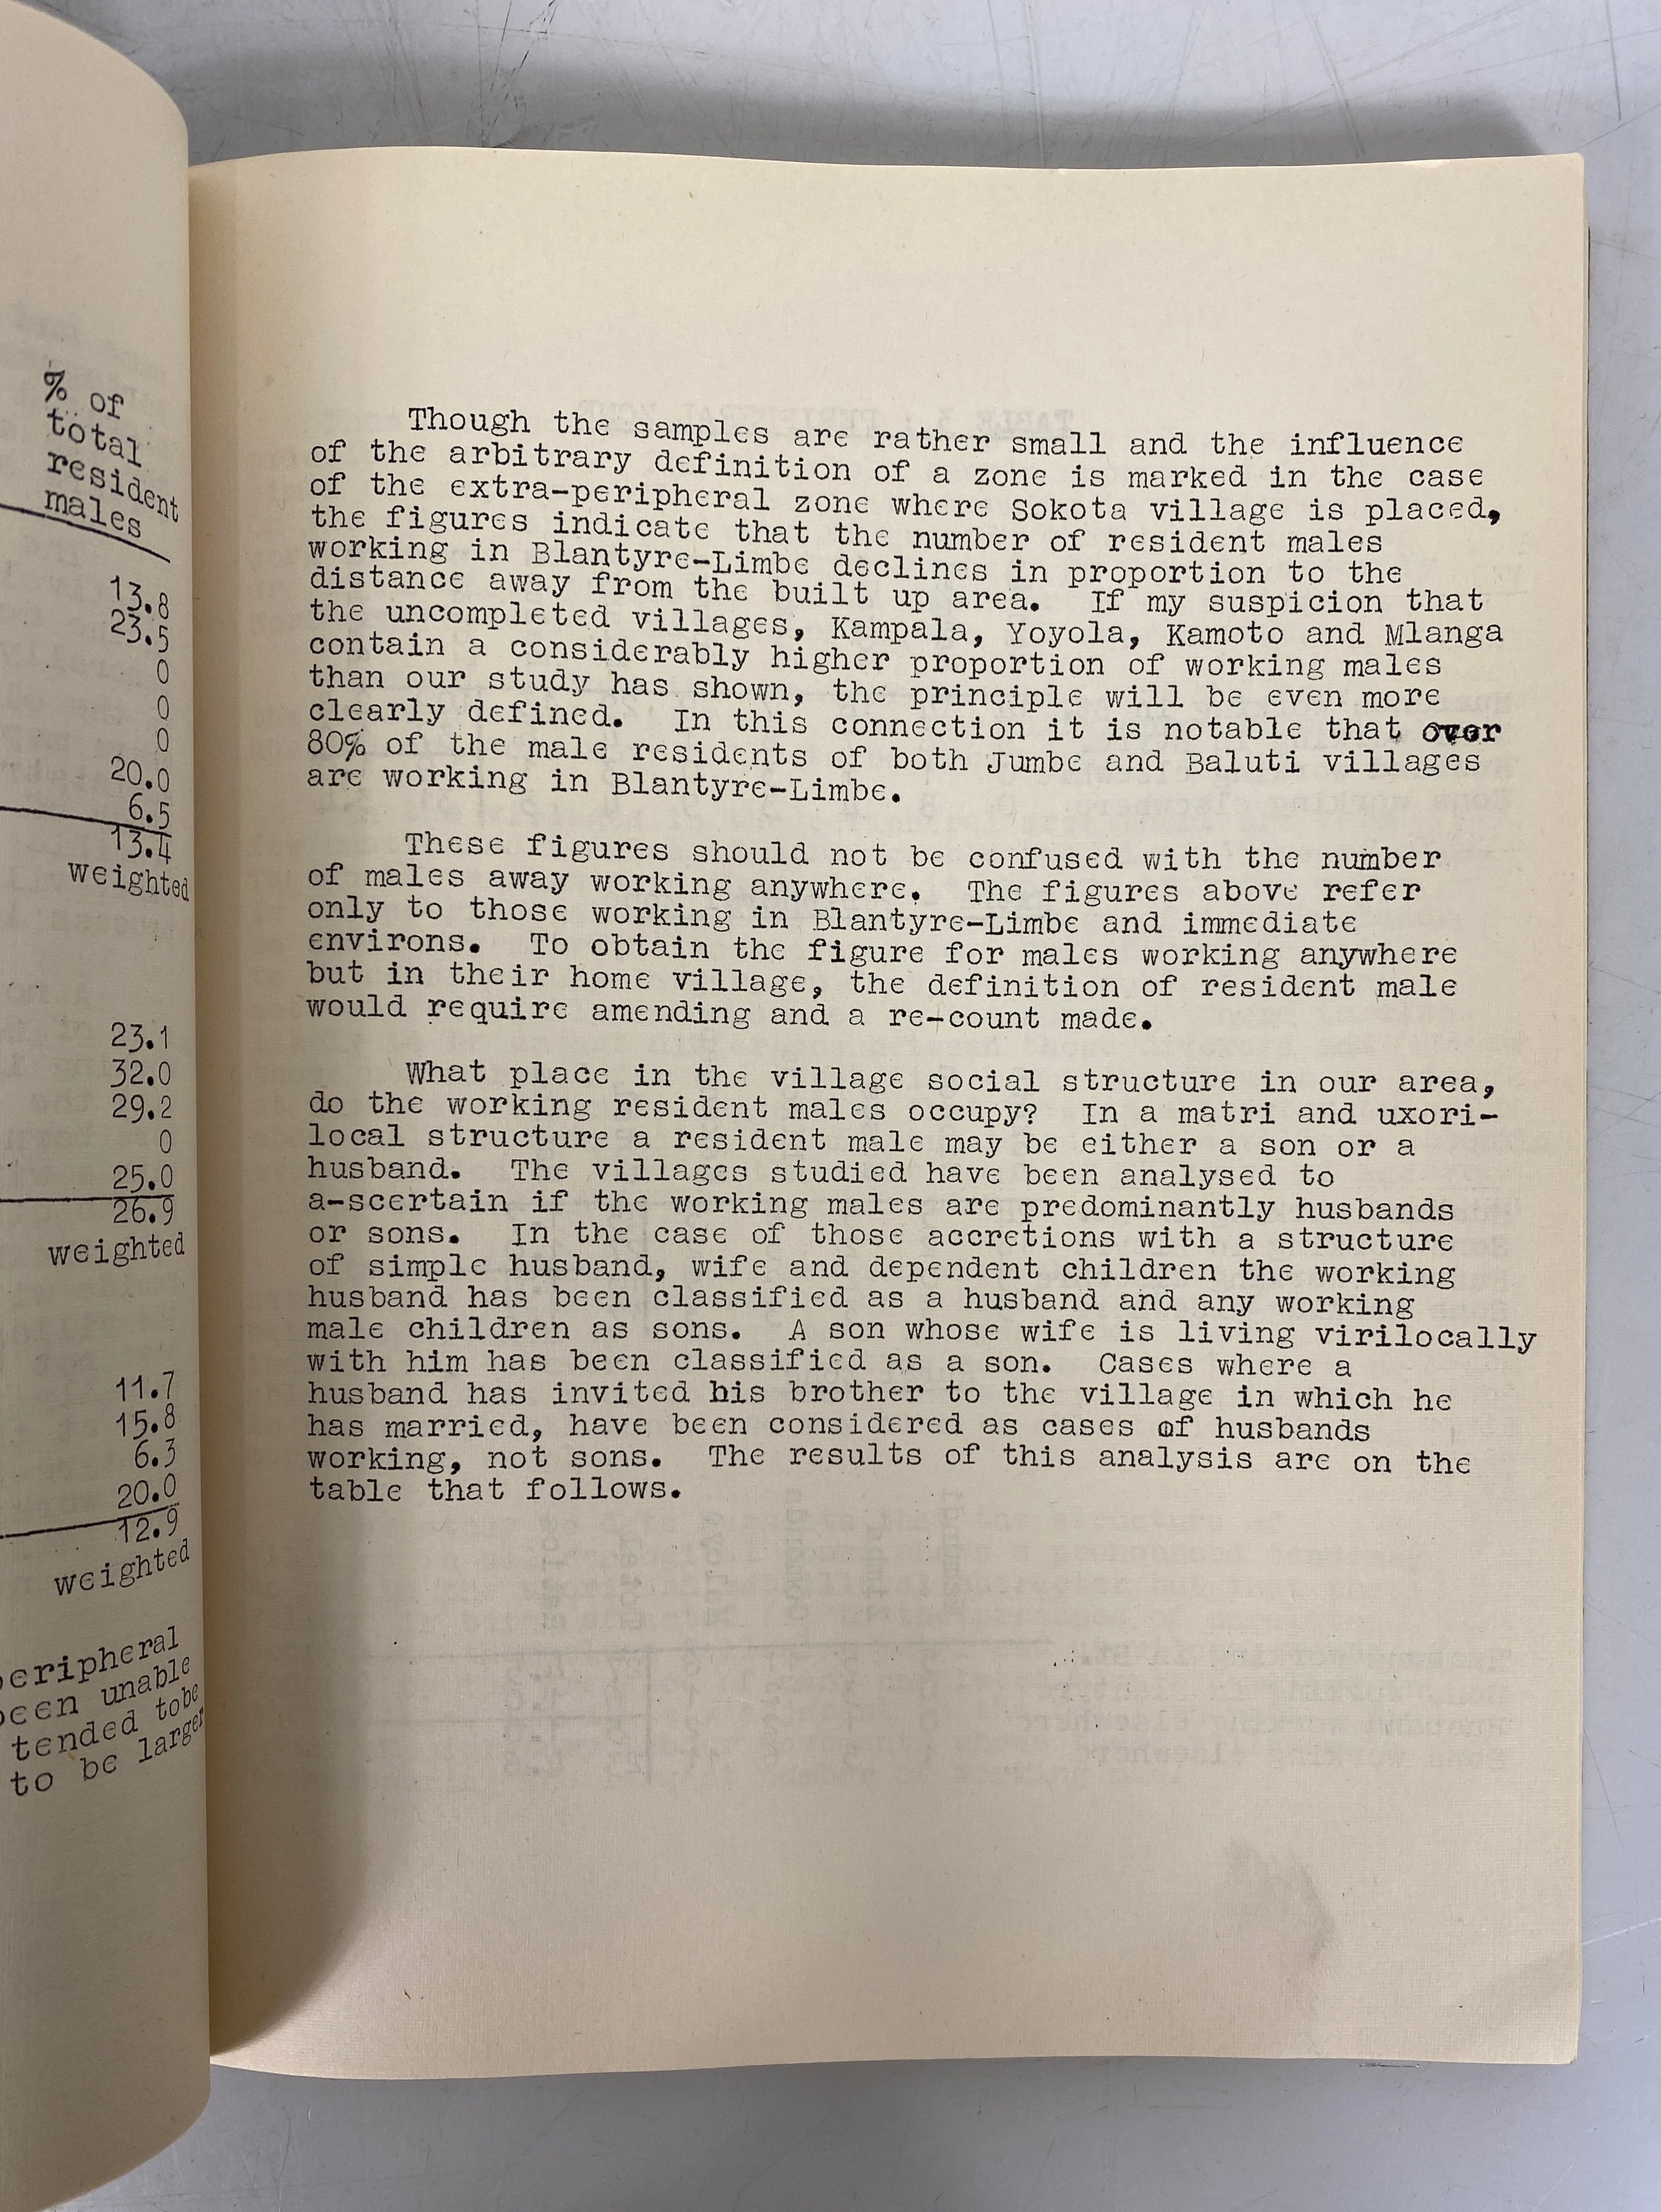 % of
total
resident
males
13.8
23.5
0
0
0
20.0
6.5
13.4
weighted
23.1
32.0
29.2
0
25.0
26.9
weighted
11.7
15.8
6.3
20.0
12.9
weighted
peripheral
been unable
tended tobe
to be larger
Though the samples are rather small and the influence
of the arbitrary definition of a zone is marked in the case
of the extra-peripheral zone where Sokota village is placed,
the figures indicate that the number of resident males
working in Blantyre-Limbe declines in proportion to the
distance away from the built up area. If my suspicion that
the uncompleted villages, Kampala, Yoyola, Kamoto and Mlanga
contain a considerably higher proportion of working males
than our study has shown, the principle will be even more
clearly defined. In this connection it is notable that over
80% of the male residents of both Jumbe and Baluti villages
are working in Blantyre-Limbe.
These figures should not be confused with the number
of males away working anywhere. The figures above refer
only to those working in Blantyre-Limbe and immediate
environs. To obtain the figure for males working anywhere
but in their home village, the definition of resident male
would require amending and a re-count made.
What place in the village social structure in our area,
do the working resident males occupy? In a matri and uxori-
local structure a resident male may be either a son or a
husband. The villages studied have been analysed to
a-scertain if the working males are predominantly husbands
or sons. In the case of those accretions with a structure
of simple husband, wife and dependent children the working
husband has been classified as a husband and any working
male children as sons. A son whose wife is living virilocally
with him has been classified as a son. Cases where a
husband has invited his brother to the village in which he
has married, have been considered as cases of husbands
working, not sons. The results of this analysis are on the
table that follows.